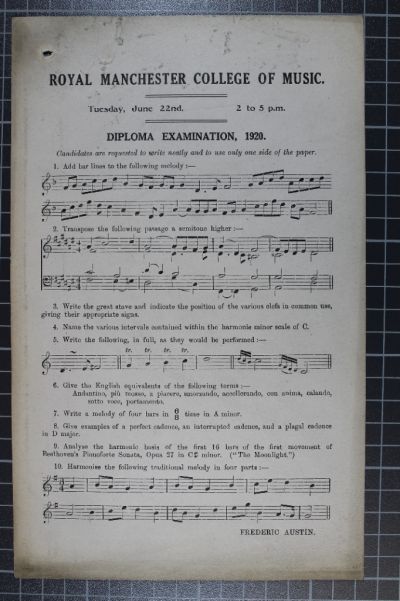 ROYAL MANCHESTER COLLEGE OF MUSIC.
Tuesday, June 22nd. 2 to 5 p.m.
DIPLOMA EXAMINATION, 1920.
Candidates are requested to write neatly and to use only one side of the paper.
1. Add bar lines to the following melody :—
2. Transpose the following passage a semitone higher :—
3. Write the great stave and indicate the position of the various clefs in common use,
giving their appropriate signs.
4. Name the various intervals contained within the harmonic minor scale of C.
5. Write the following, in full, as they would be performed :—
tr. tr. tr. tr.
6. Give the English equivalents of the following terms :—
Andantino, più mosso, a piacere, smorzando, accellerando, con anima, calando,
sotto voce, portamento.
7. Write a melody of four bars in 6/8 time in A minor.
8. Give examples of a perfect cadence, an interrupted cadence, and a plagal cadence
in D major.
9. Analyse the harmonic basis of the first 16 bars of the first movement of
Beethoven's Pianoforte Sonata, Opus 27 in C♯ minor. ("The Moonlight.")
10. Harmonise the following traditional melody in four parts :—
FREDERIC AUSTIN.